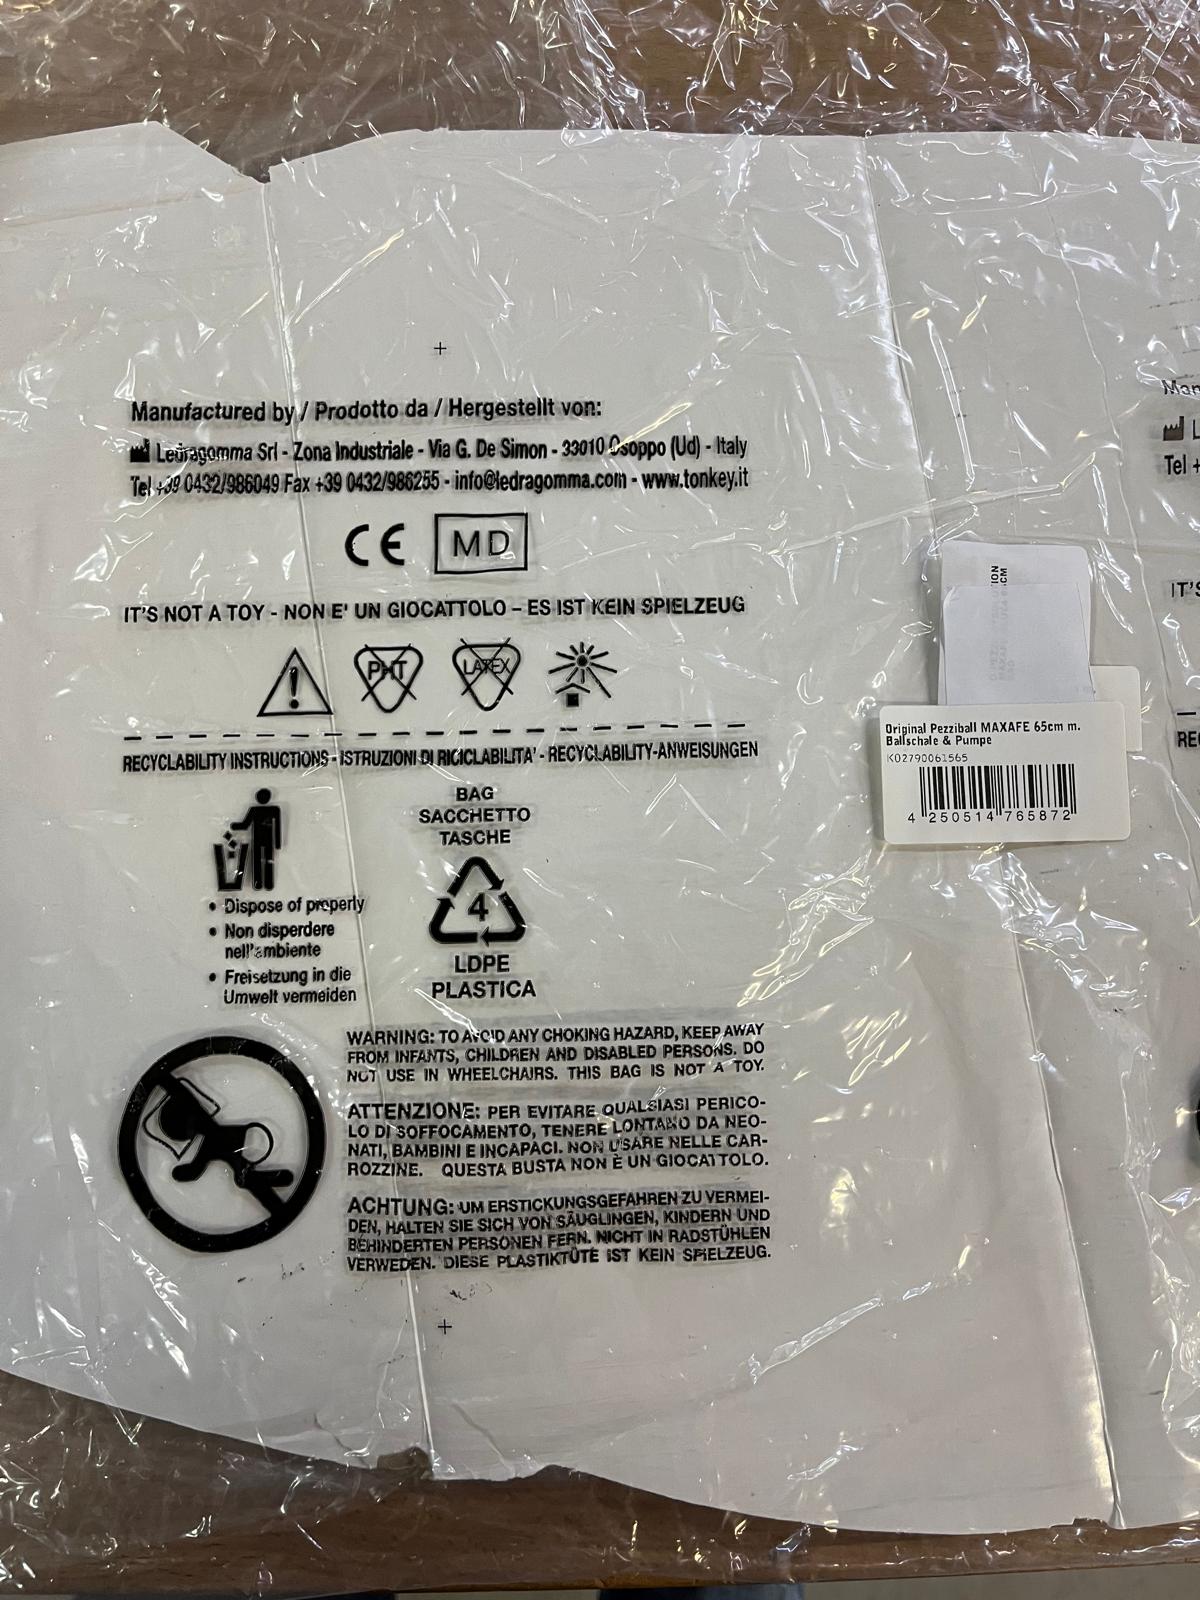 Manufactured by / Prodotto da / Hergestellt von:
Ledragomma Srl - Zona Industriale - Via G. De Simon - 33010 Osoppo (Ud) - Italy
Tel +39 0432/986049 Fax +39 0432/986255 - info@ledragomma.com - www.tonkey.it
CE MD
IT'S NOT A TOY - NON E' UN GIOCATTOLO – ES IST KEIN SPIELZEUG
PHT LATEX
RECYCLABILITY INSTRUCTIONS - ISTRUZIONI DI RICICLABILITA' - RECYCLABILITY-ANWEISUNGEN
BAG
SACCHETTO
TASCHE
4
LDPE
PLASTICA
• Dispose of properly
• Non disperdere
nell'ambiente
• Freisetzung in die
Umwelt vermeiden
WARNING: TO AVOID ANY CHOKING HAZARD, KEEP AWAY
FROM INFANTS, CHILDREN AND DISABLED PERSONS. DO
NOT USE IN WHEELCHAIRS. THIS BAG IS NOT A TOY.
ATTENZIONE: PER EVITARE QUALSIASI PERICO-
LO DI SOFFOCAMENTO, TENERE LONTANO DA NEO-
NATI, BAMBINI E INCAPACI. NON USARE NELLE CAR-
ROZZINE. QUESTA BUSTA NON È UN GIOCATTOLO.
ACHTUNG: UM ERSTICKUNGSGEFAHREN ZU VERMEI-
DEN, HALTEN SIE SICH VON SÄUGLINGEN, KINDERN UND
BEHINDERTEN PERSONEN FERN. NICHT IN RADSTÜHLEN
VERWEDEN. DIESE PLASTIKTÜTE IST KEIN SPIELZEUG.
Original Pezziball MAXAFE 65cm m.
Ballschale & Pumpe
K02790061565
4 250514 765872
Tel +
IT'S